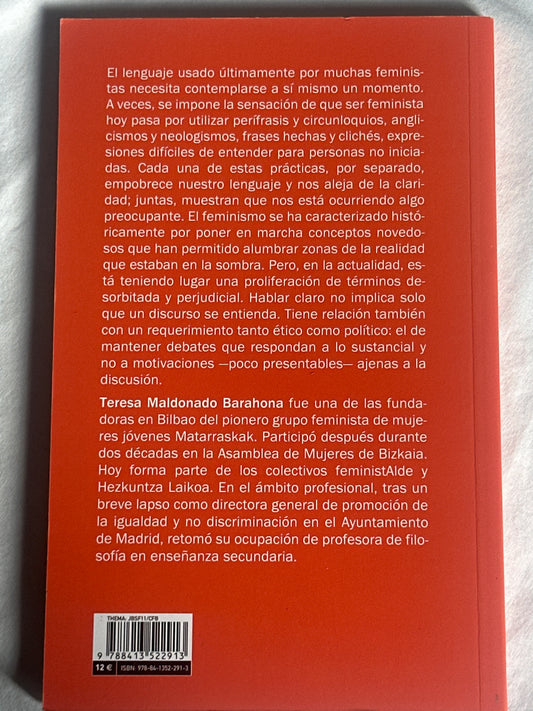 El lenguaje usado últimamente por muchas feminis-
tas necesita contemplarse a sí mismo un momento.
A veces, se impone la sensación de que ser feminista
hoy pasa por utilizar perífrasis y circunloquios, angli-
cismos y neologismos, frases hechas y clichés, expre-
siones difíciles de entender para personas no inicia-
das. Cada una de estas prácticas, por separado,
empobrece nuestro lenguaje y nos aleja de la clari-
dad; juntas, muestran que nos está ocurriendo algo
preocupante. El feminismo se ha caracterizado histó-
ricamente por poner en marcha conceptos novedo-
sos que han permitido alumbrar zonas de la realidad
que estaban en la sombra. Pero, en la actualidad, es-
tá teniendo lugar una proliferación de términos de-
sorbitada y perjudicial. Hablar claro no implica solo
que un discurso se entienda. Tiene relación también
con un requerimiento tanto ético como político: el de
mantener debates que respondan a lo sustancial y
no a motivaciones —poco presentables— ajenas a la
discusión.
Teresa Maldonado Barahona fue una de las funda-
doras en Bilbao del pionero grupo feminista de muje-
res jóvenes Matarraskak. Participó después durante
dos décadas en la Asamblea de Mujeres de Bizkaia.
Hoy forma parte de los colectivos feministAlde y
Hezkuntza Laikoa. En el ámbito profesional, tras un
breve lapso como directora general de promoción de
la igualdad y no discriminación en el Ayuntamiento
de Madrid, retomó su ocupación de profesora de filo-
sofía en enseñanza secundaria.
THEMA: JBSF11/CFB
9 788413 522913
12 € ISBN: 978-84-1352-291-3